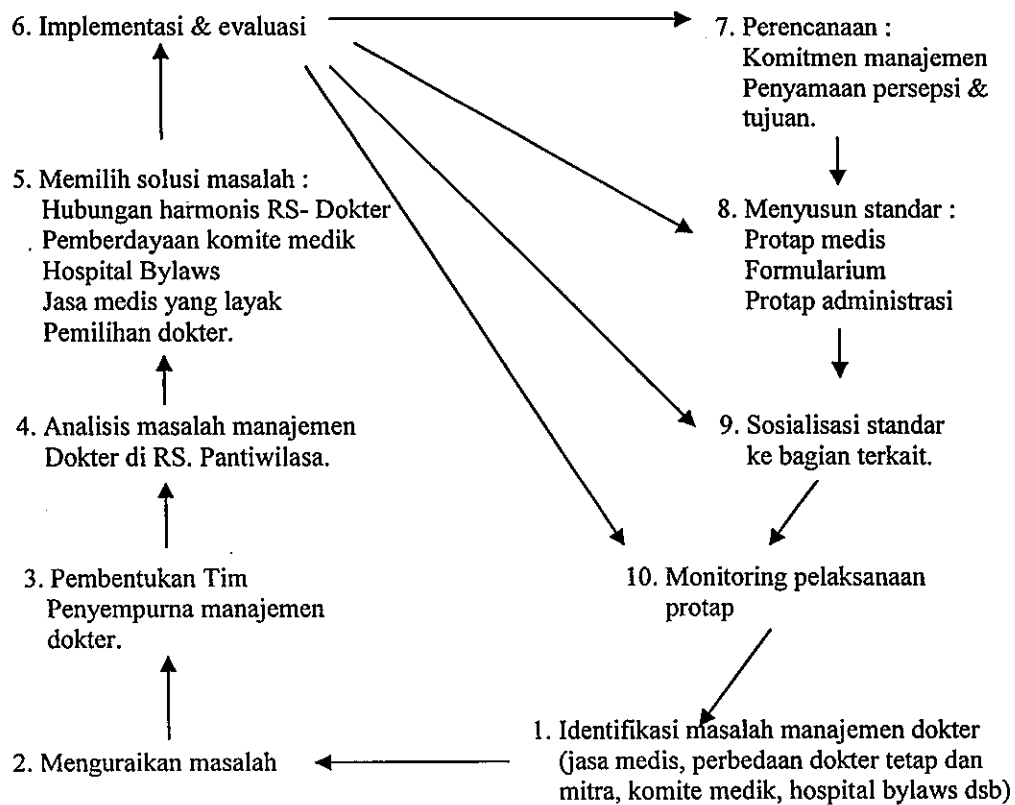 6. Implementasi & evaluasi
7. Perencanaan :
Komitmen manajemen
Penyamaan persepsi &
tujuan.
5. Memilih solusi masalah :
Hubungan harmonis RS- Dokter
Pemberdayaan komite medik
Hospital Bylaws
Jasa medis yang layak
Pemilihan dokter.
8. Menyusun standar :
Protap medis
Formularium
Protap administrasi
4. Analisis masalah manajemen
Dokter di RS. Pantiwilasa.
9. Sosialisasi standar
ke bagian terkait.
3. Pembentukan Tim
Penyempurna manajemen
dokter.
10. Monitoring pelaksanaan
protap
2. Menguraikan masalah
1. Identifikasi masalah manajemen dokter
(jasa medis, perbedaan dokter tetap dan
mitra, komite medik, hospital bylaws dsb)